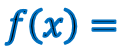 f(x) =